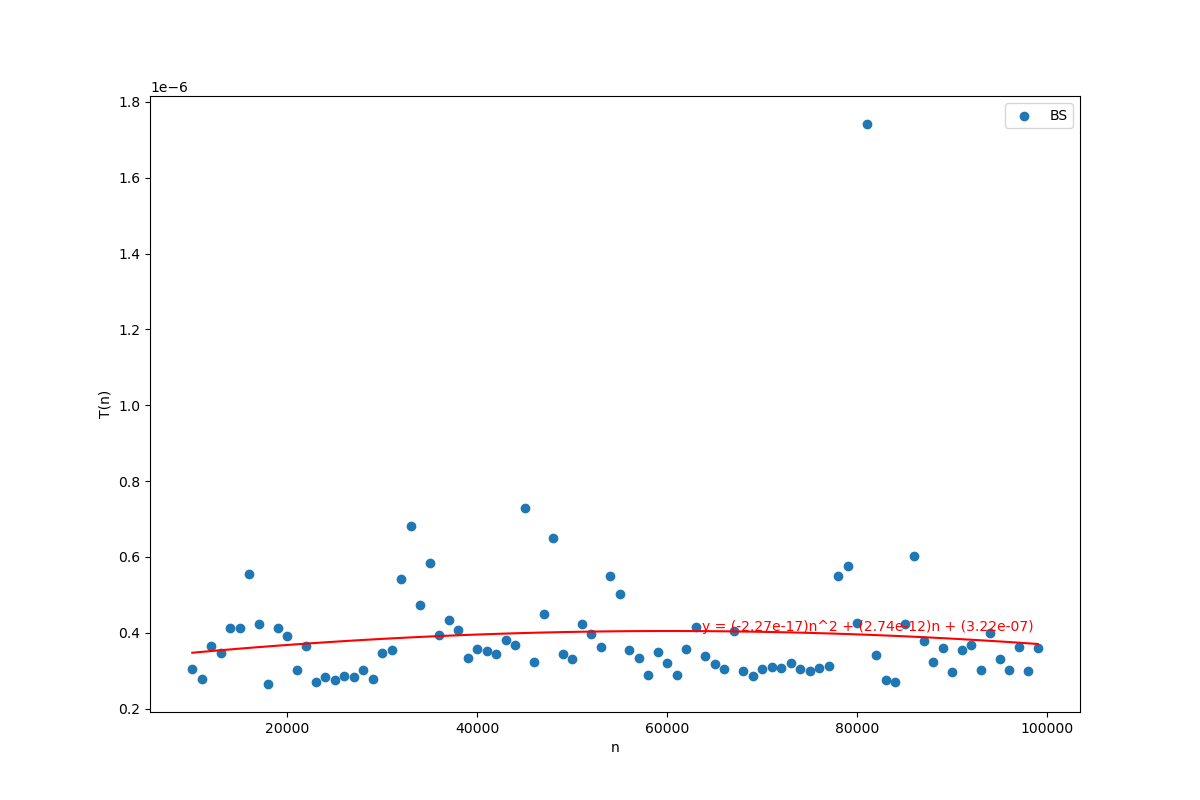 1e−6
1.8
1.6
1.4
1.2
1.0
0.8
0.6
0.4
0.2
T(n)
BS
y = (-2.27e-17)n^2 + (2.74e-12)n + (3.22e-07)
20000
40000
60000
80000
100000
n